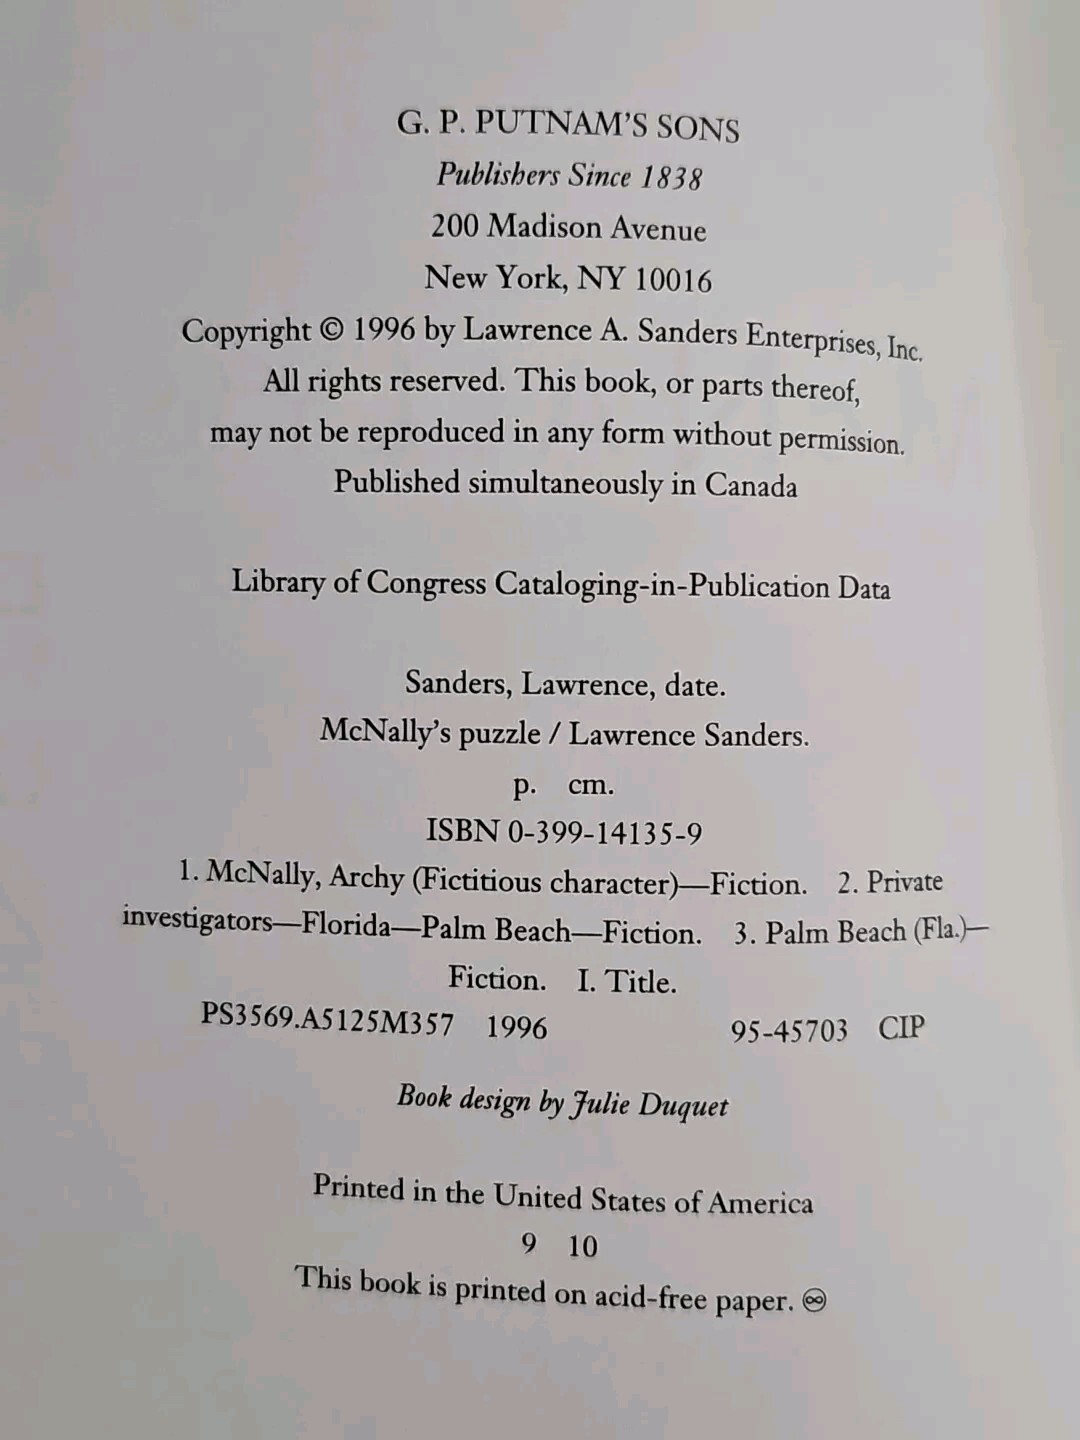 G. P. PUTNAM'S SONS
Publishers Since 1838
200 Madison Avenue
New York, NY 10016
Copyright © 1996 by Lawrence A. Sanders Enterprises, Inc.
All rights reserved. This book, or parts thereof,
may not be reproduced in any form without permission.
Published simultaneously in Canada
Library of Congress Cataloging-in-Publication Data
Sanders, Lawrence, date.
McNally's puzzle / Lawrence Sanders.
p. cm.
ISBN 0-399-14135-9
1. McNally, Archy (Fictitious character)—Fiction. 2. Private
investigators—Florida—Palm Beach—Fiction. 3. Palm Beach (Fla.)—
Fiction. I. Title.
PS3569.A5125M357 1996 95-45703 CIP
Book design by Julie Duquet
Printed in the United States of America
9 10
This book is printed on acid-free paper. ♾